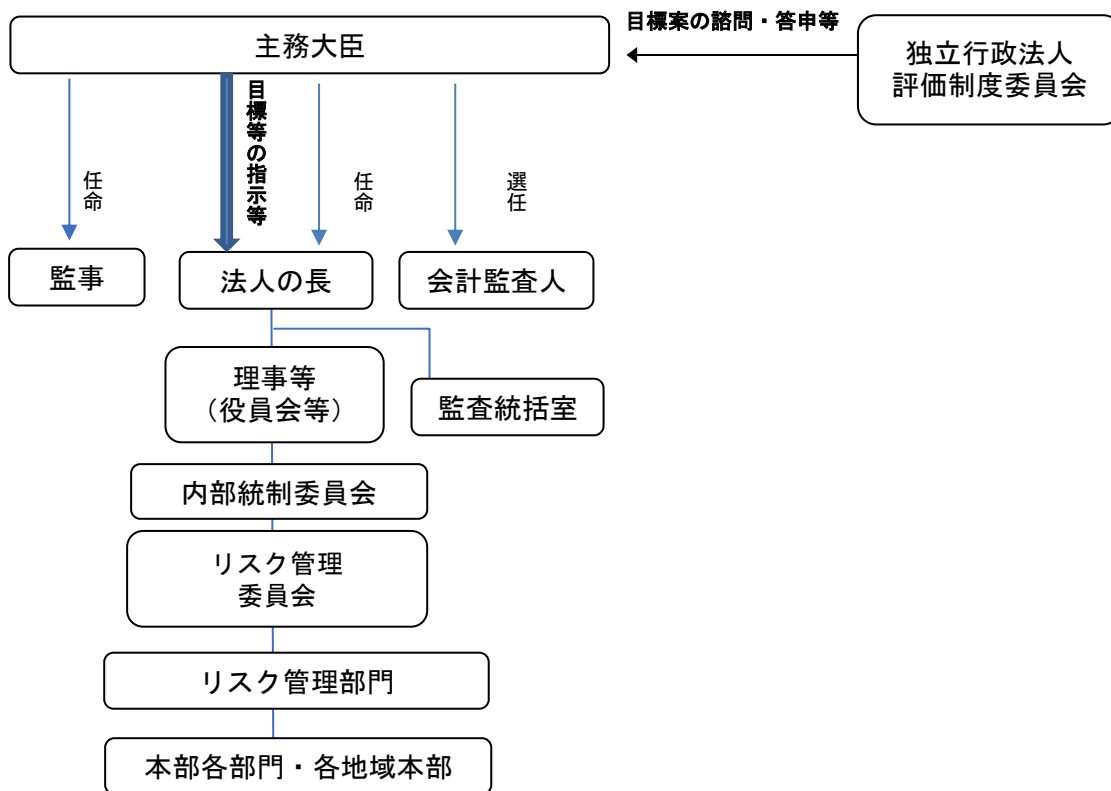 目標案の諮問・答申等
主務大臣
独立行政法人
評価制度委員会
任命
目標等の指示等
任命
選任
監事
法人の長
会計監査人
理事等
（役員会等）
監査統括室
内部統制委員会
リスク管理
委員会
リスク管理部門
本部各部門・各地域本部